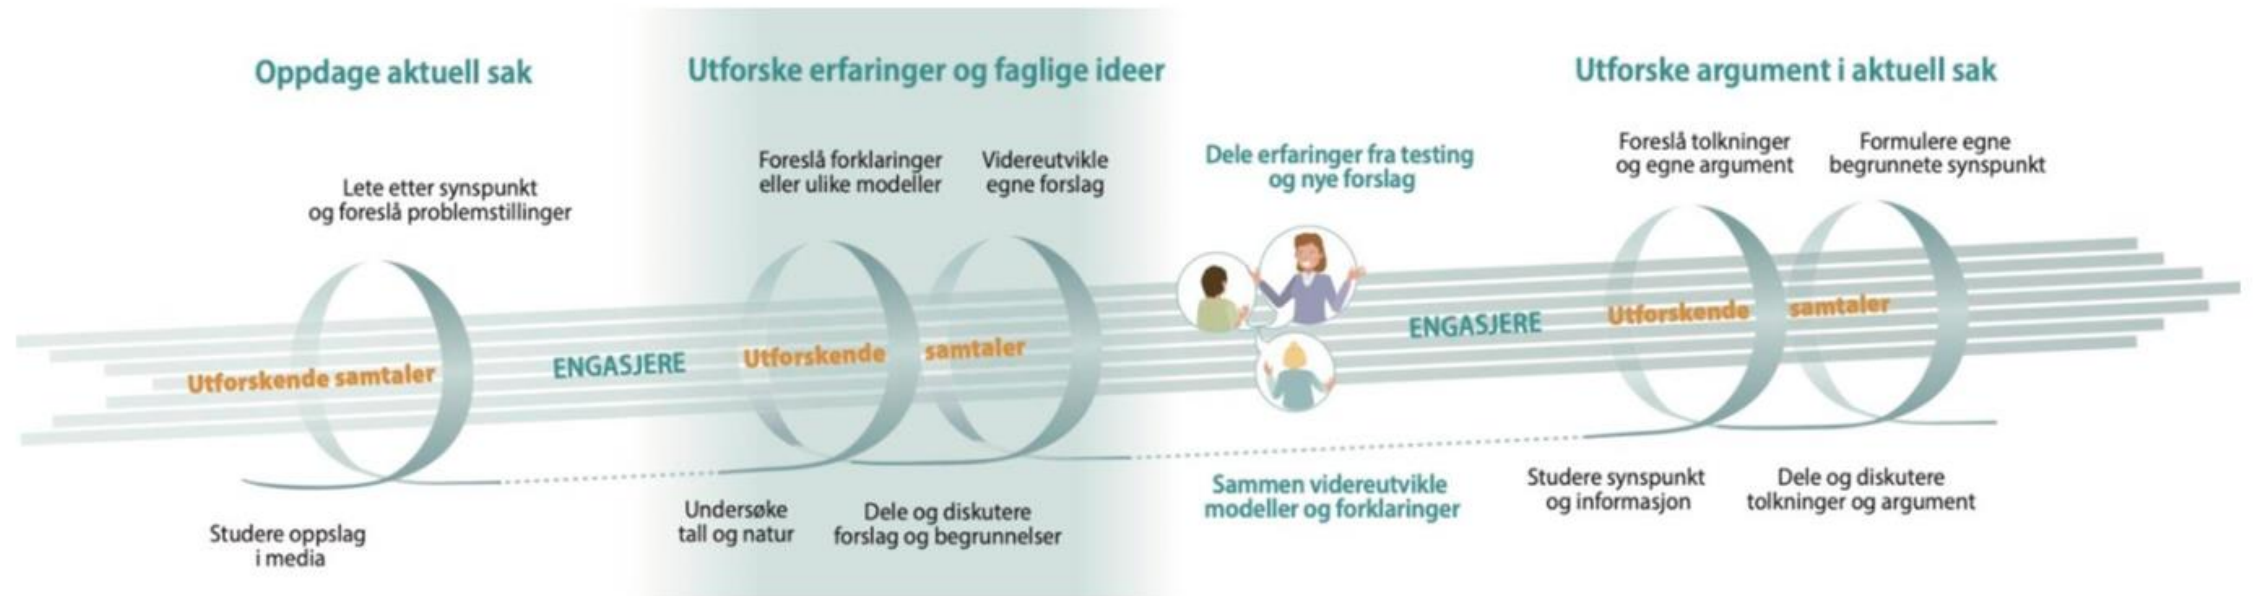 Oppdage aktuell sak
Lete etter synspunkt
og foreslå problemstillinger
Utforskende samtaler
Studere oppslag
i media
ENGASJERE
Utforske erfaringer og faglige ideer
Foreslå forklaringer
eller ulike modeller
Videreutvikle
egne forslag
Utforskende samtaler
Undersøke
tall og natur
Dele og diskutere
forslag og begrunnelser
Dele erfaringer fra testing
og nye forslag
Sammen videreutvikle
modeller og forklaringer
ENGASJERE
Utforske argument i aktuell sak
Foreslå tolkninger
og egne argument
Formulere egne
begrunnete synspunkt
Utforskende samtaler
Studere synspunkt
og informasjon
Dele og diskutere
tolkninger og argument